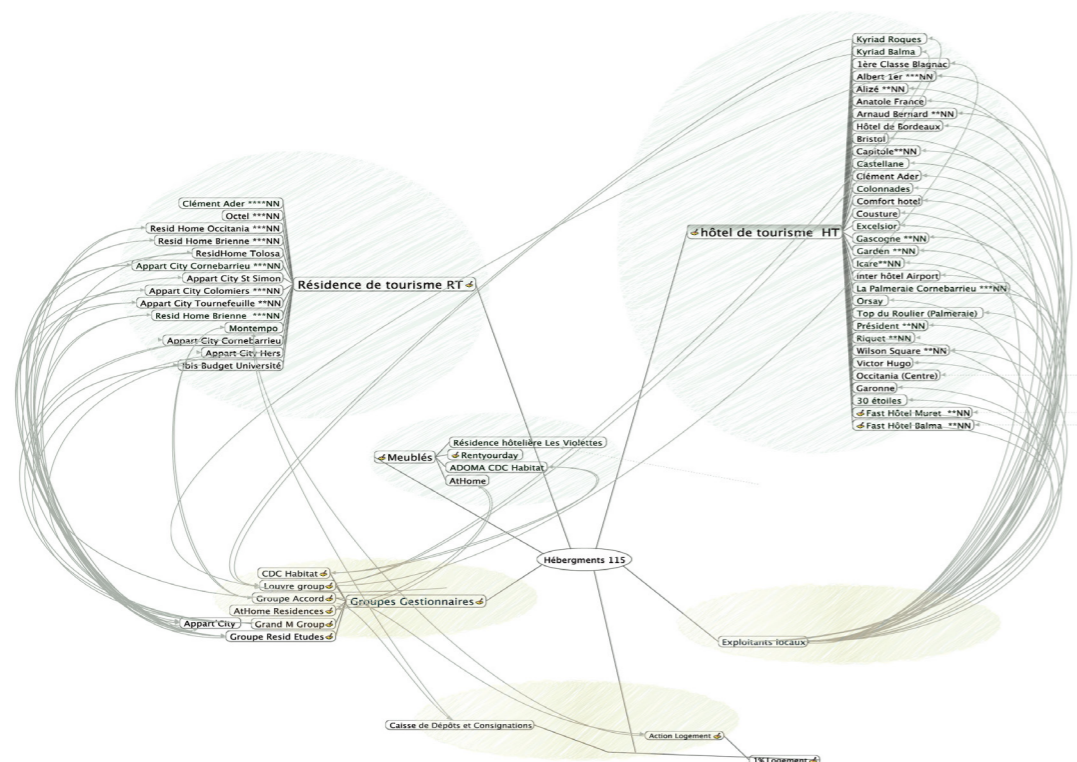 Kyriad Roques
Kyriad Balma
1ère Classe Blagnac
Albert 1er ***NN
Alizé **NN
Anatole France
Arnaud Bernard **NN
Hôtel de Bordeaux
Bristol
Capitole**NN
Castellane
Clément Ader
Colonnades
Comfort hotel
Cousture
Excelsior
Gascogne **NN
Garden **NN
Icare**NN
inter hôtel Airport
La Palmeraie Cornebarrieu ***NN
Orsay
Top du Roulier (Palmeraie)
Président **NN
Riquet **NN
Wilson Square **NN
Victor Hugo
Occitania (Centre)
Garonne
30 étoiles
Fast Hôtel Muret **NN
Fast Hôtel Balma **NN
hôtel de tourisme HT
Clément Ader ****NN
Octel ***NN
Resid Home Occitania ***NN
Resid Home Brienne ***NN
ResidHome Tolosa
Appart City Cornebarrieu ***NN
Appart City St Simon
Appart City Colomiers ***NN
Appart City Tournefeuille **NN
Resid Home Brienne ***NN
Montempo
Appart City Cornebarrieu
Appart City Hers
Ibis Budget Université
Résidence de tourisme RT
Meublés
Résidence hôtelière Les Violettes
Rentyourday
ADOMA CDC Habitat
AtHome
Hébergments 115
CDC Habitat
Louvre group
Groupe Accord
AtHome Residences
Appart'City
Grand M Group
Groupe Resid Etudes
Groupes Gestionnaires
Exploitants locaux
Caisse de Dépôts et Consignations
Action Logement
1% Logement